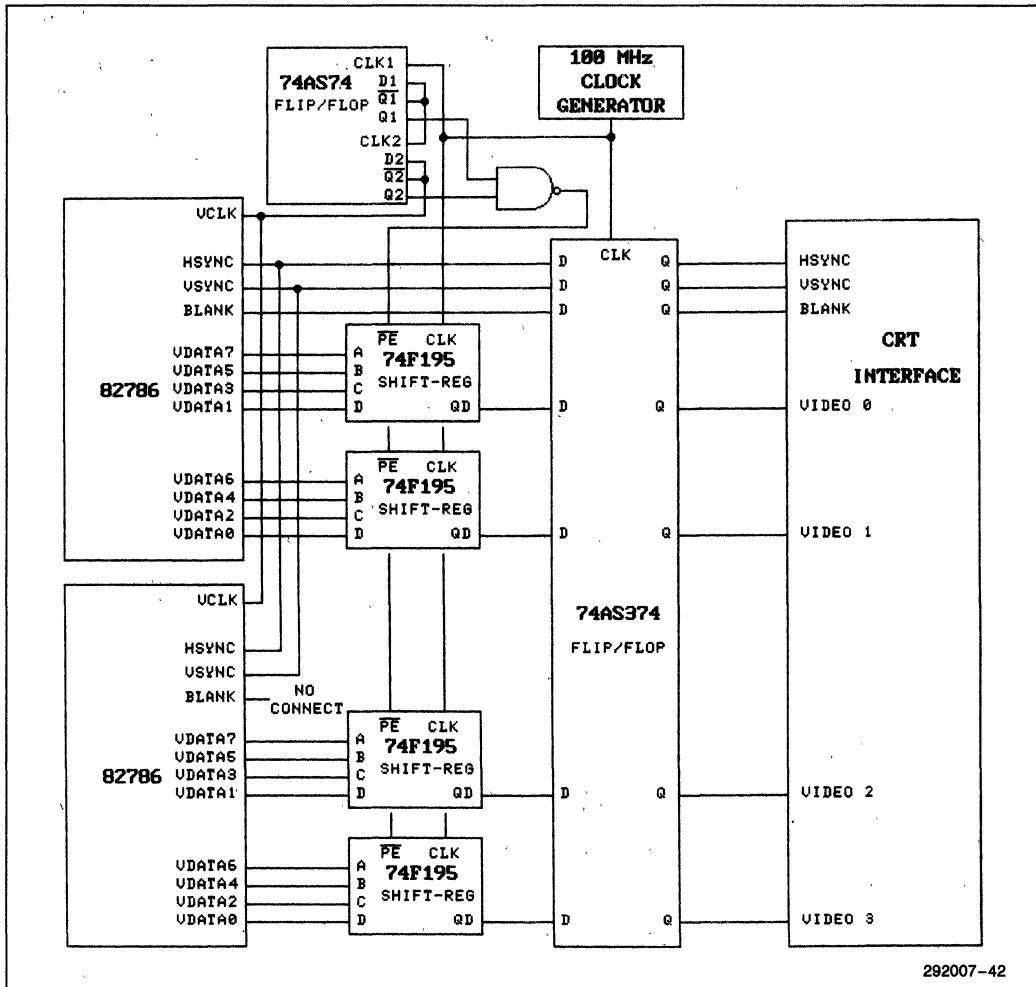 CLK1
74AS74
D1
Q1
FLIP/FLOP
Q1
CLK2
D2
Q2
Q2
100 MHz
CLOCK
GENERATOR
VCLK
HSYNC
VSYNC
BLANK
VDATA7
VDATA5
82786
VDATA3
VDATA1
VDATA6
VDATA4
VDATA2
VDATA0
PE CLK
A
74F195
B
SHIFT-REG
C
D
QD
PE CLK
A
74F195
B
SHIFT-REG
C
D
QD
VCLK
HSYNC
VSYNC
BLANK
NO
CONNECT
VDATA7
VDATA5
82786
VDATA3
VDATA1
VDATA6
VDATA4
VDATA2
VDATA0
PE CLK
A
74F195
B
SHIFT-REG
C
D
QD
PE CLK
A
74F195
B
SHIFT-REG
C
D
QD
CLK
D Q
D Q
D Q
D Q
D Q
74AS374
FLIP/FLOP
D Q
D Q
HSYNC
VSYNC
BLANK
CRT
INTERFACE
VIDEO 0
VIDEO 1
VIDEO 2
VIDEO 3
292007-42